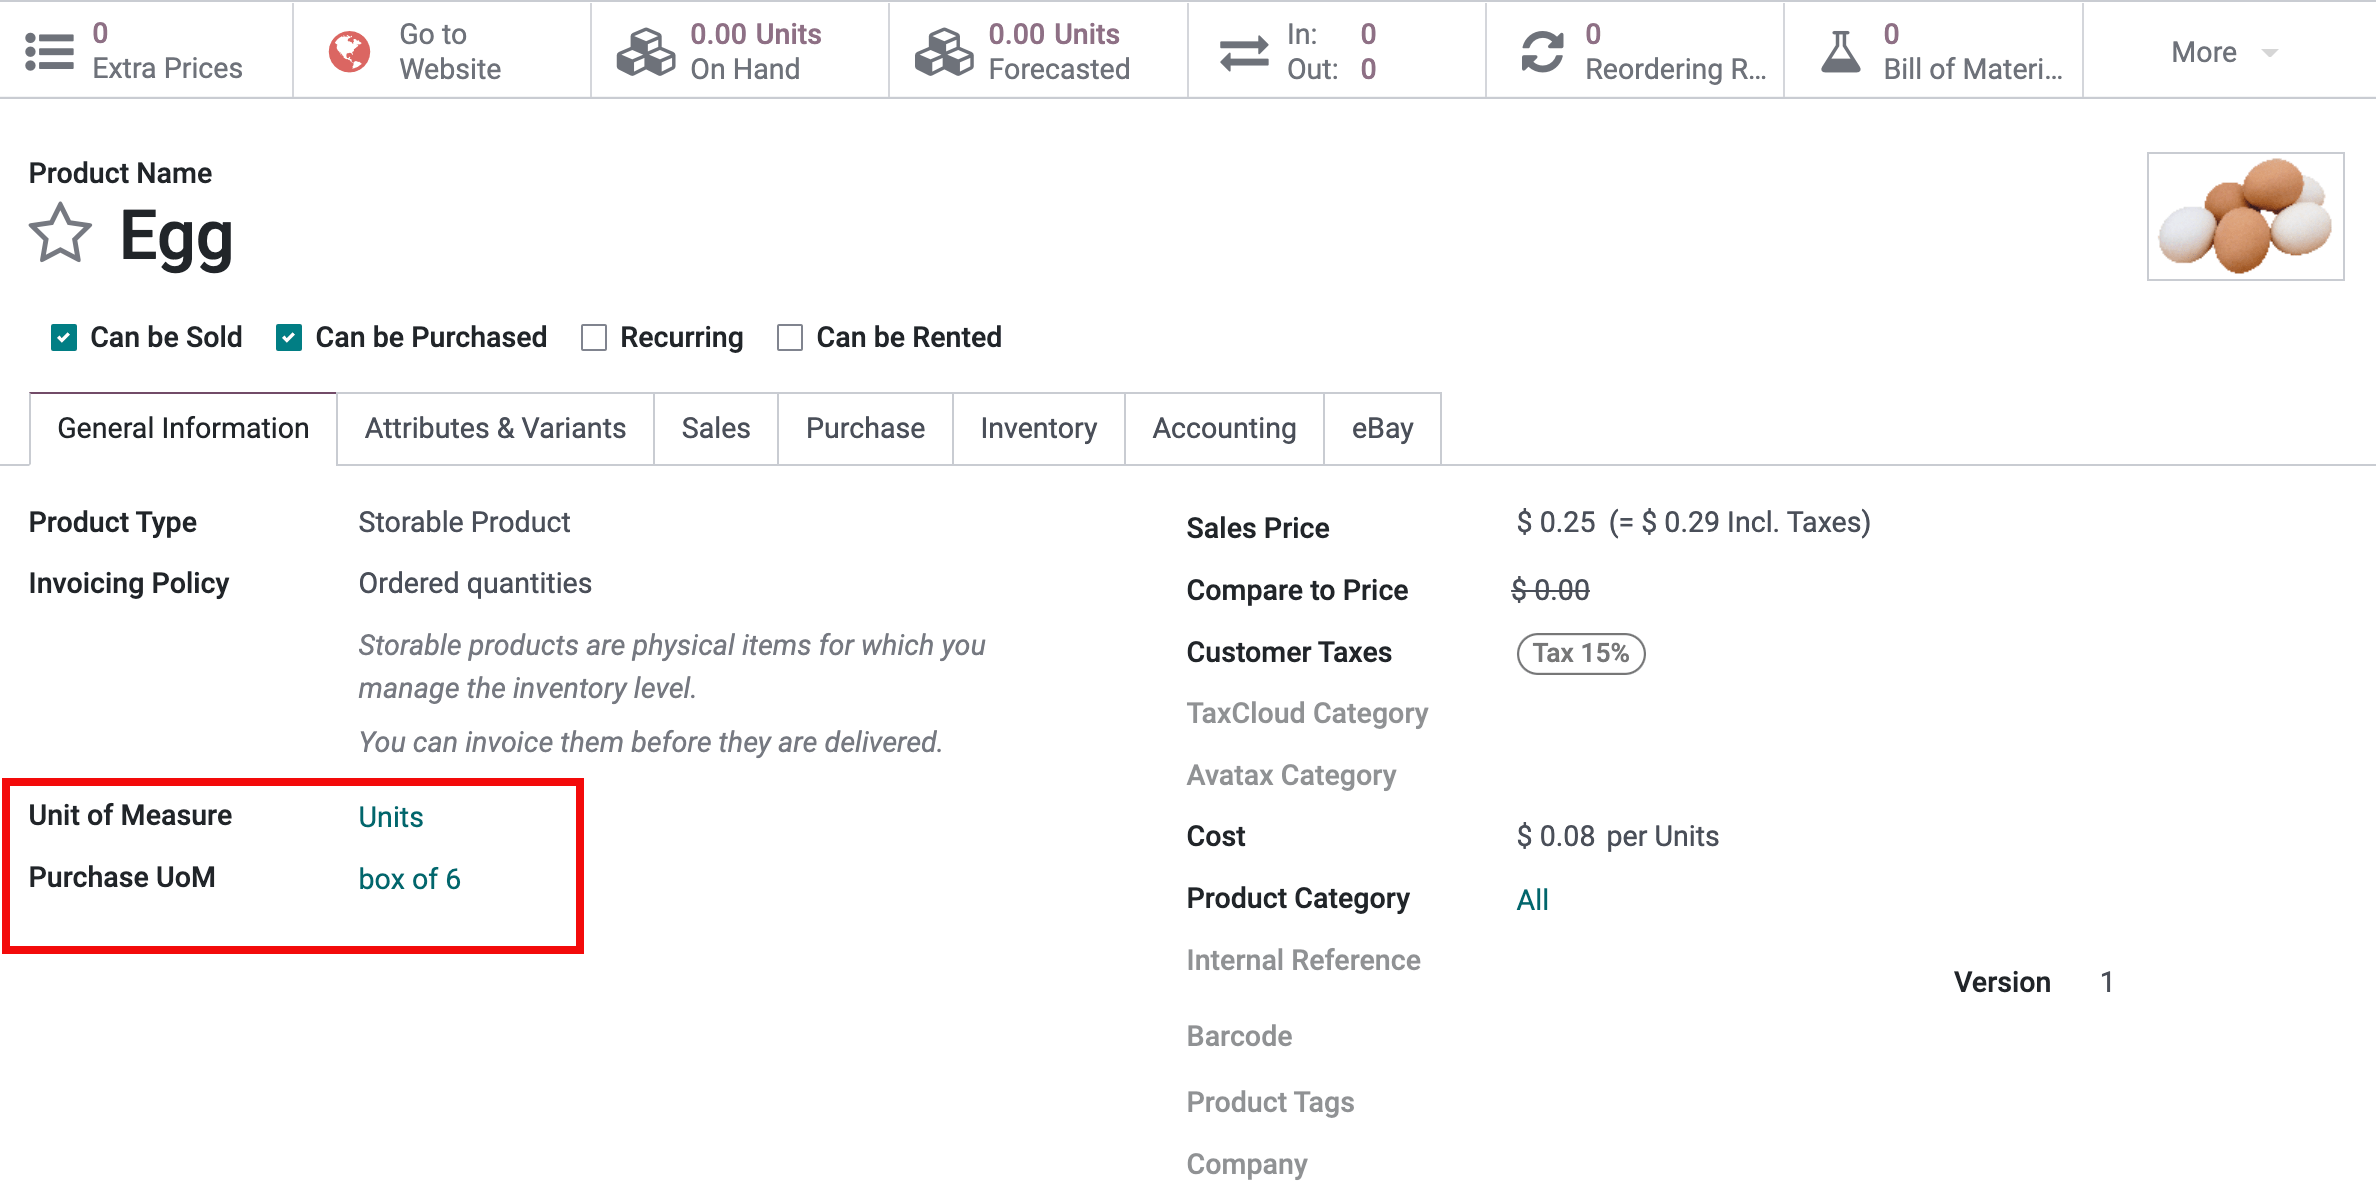 0
Extra Prices
Go to
Website
0.00 Units
On Hand
0.00 Units
Forecasted
In: 0
Out: 0
0
Reordering R...
0
Bill of Materi...
More
Product Name
Egg
Can be Sold
Can be Purchased
Recurring
Can be Rented
General Information
Attributes & Variants
Sales
Purchase
Inventory
Accounting
eBay
Product Type Storable Product
Invoicing Policy Ordered quantities
Storable products are physical items for which you
manage the inventory level.
You can invoice them before they are delivered.
Unit of Measure Units
Purchase UoM box of 6
Sales Price $ 0.25 (= $ 0.29 Incl. Taxes)
Compare to Price $ 0.00
Customer Taxes Tax 15%
TaxCloud Category
Avatax Category
Cost $ 0.08 per Units
Product Category All
Internal Reference
Version 1
Barcode
Product Tags
Company